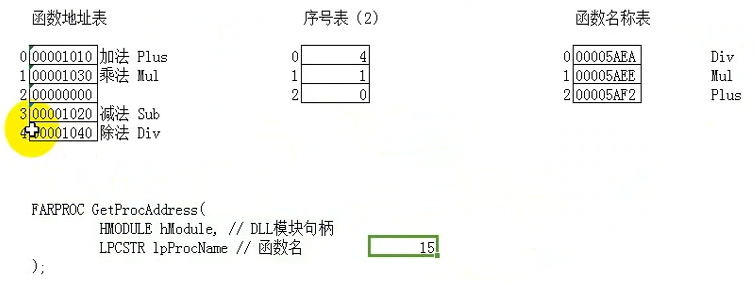 函数地址表 序号表（2） 函数名称表
0 00001010 加法 Plus 0 4 0 00005AEA Div
1 00001030 乘法 Mul 1 1 1 00005AEE Mul
2 00000000 2 0 2 00005AF2 Plus
3 00001020 减法 Sub
4 00001040 除法 Div
FARPROC GetProcAddress(
HMODULE hModule, // DLL模块句柄
LPCSTR lpProcName // 函数名 15
);